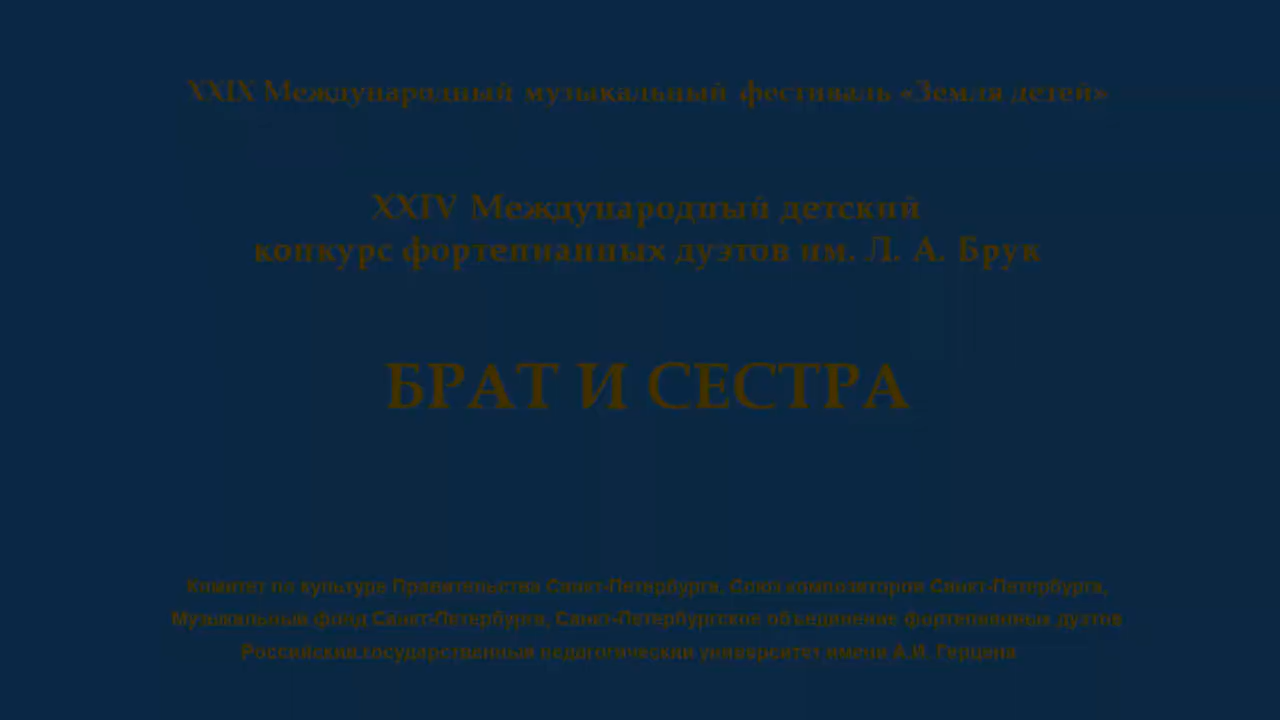 XXIX Международный музыкальный фестиваль «Земля детей»
XXIV Международный детский
конкурс фортепианных дуэтов им. Л. А. Брук
БРАТ И СЕСТРА
Комитет по культуре Правительства Санкт-Петербурга, Союз композиторов Санкт-Петербурга,
Музыкальный фонд Санкт-Петербурга, Санкт-Петербургское объединение фортепианных дуэтов
Российский государственный педагогический университет имени А.И. Герцена